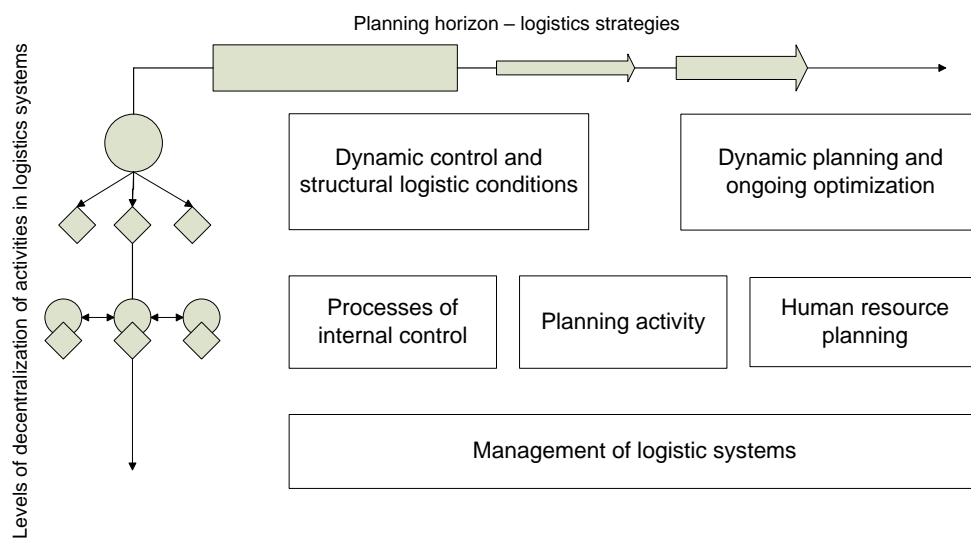 Planning horizon – logistics strategies
Levels of decentralization of activities in logistics systems
Dynamic control and
structural logistic conditions
Dynamic planning and
ongoing optimization
Processes of
internal control
Planning activity
Human resource
planning
Management of logistic systems